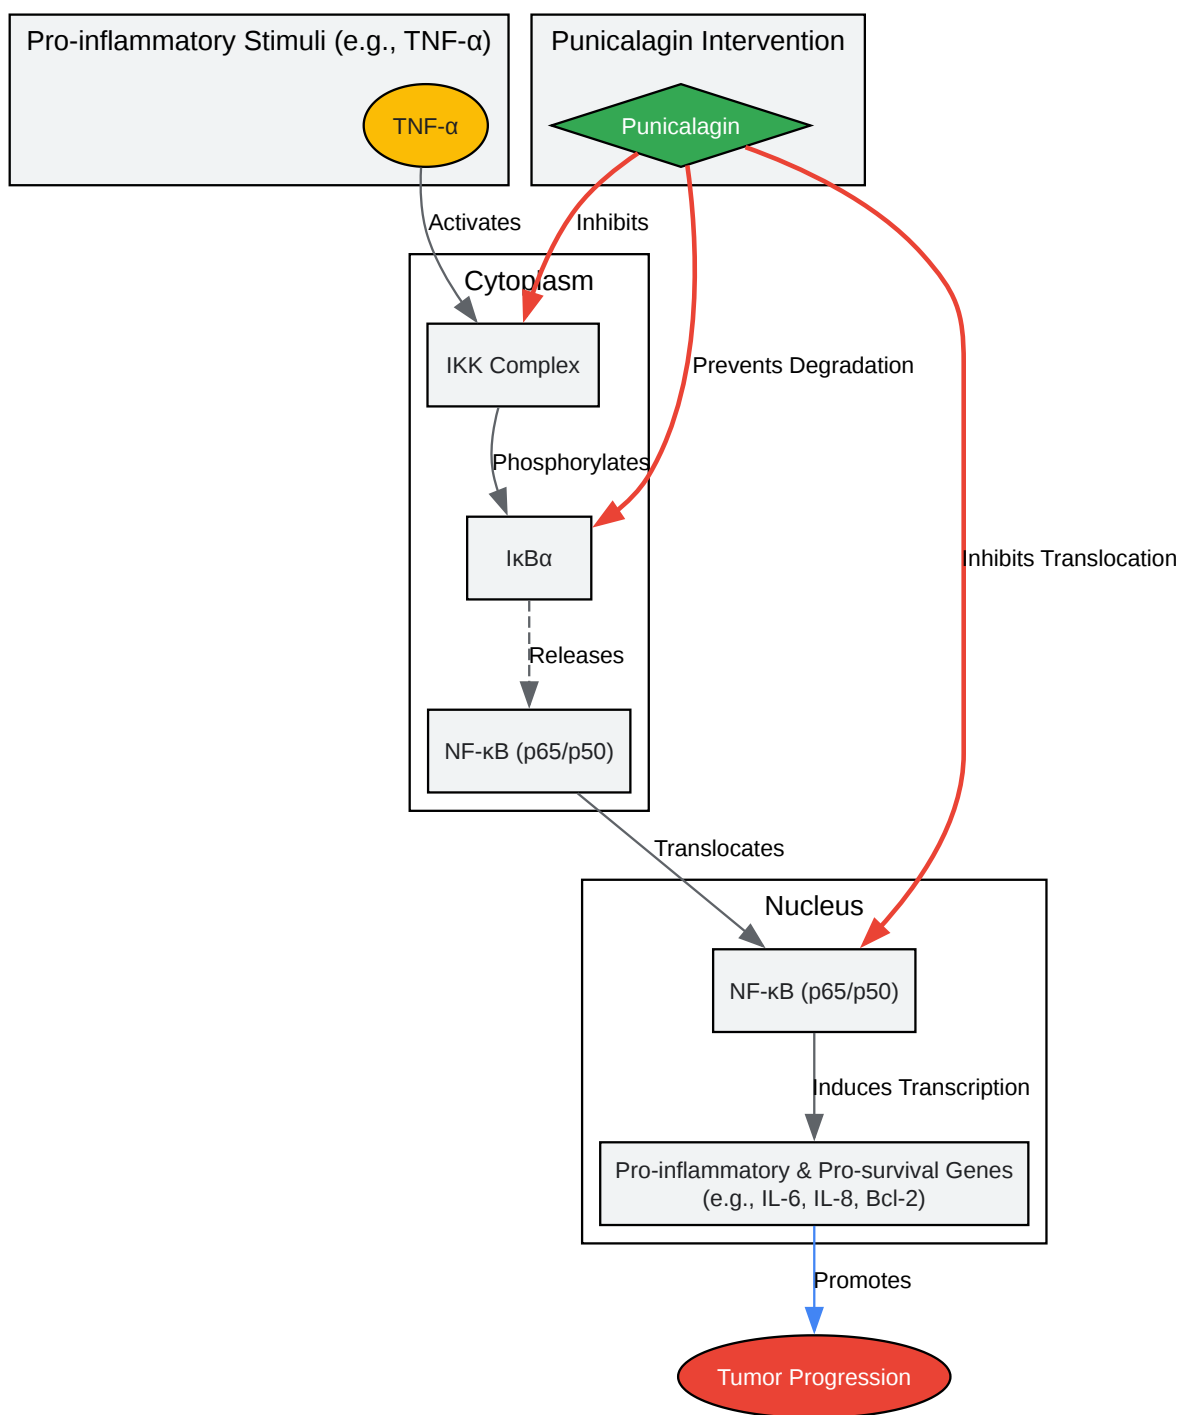 Pro-inflammatory Stimuli (e.g., TNF-α)
Punicalagin Intervention
TNF-α
Punicalagin
Activates
Inhibits
Cytoplasm
IKK Complex
Prevents Degradation
Phosphorylates
IκBα
Inhibits Translocation
Releases
NF-κB (p65/p50)
Translocates
Nucleus
NF-κB (p65/p50)
Induces Transcription
Pro-inflammatory & Pro-survival Genes
(e.g., IL-6, IL-8, Bcl-2)
Promotes
Tumor Progression